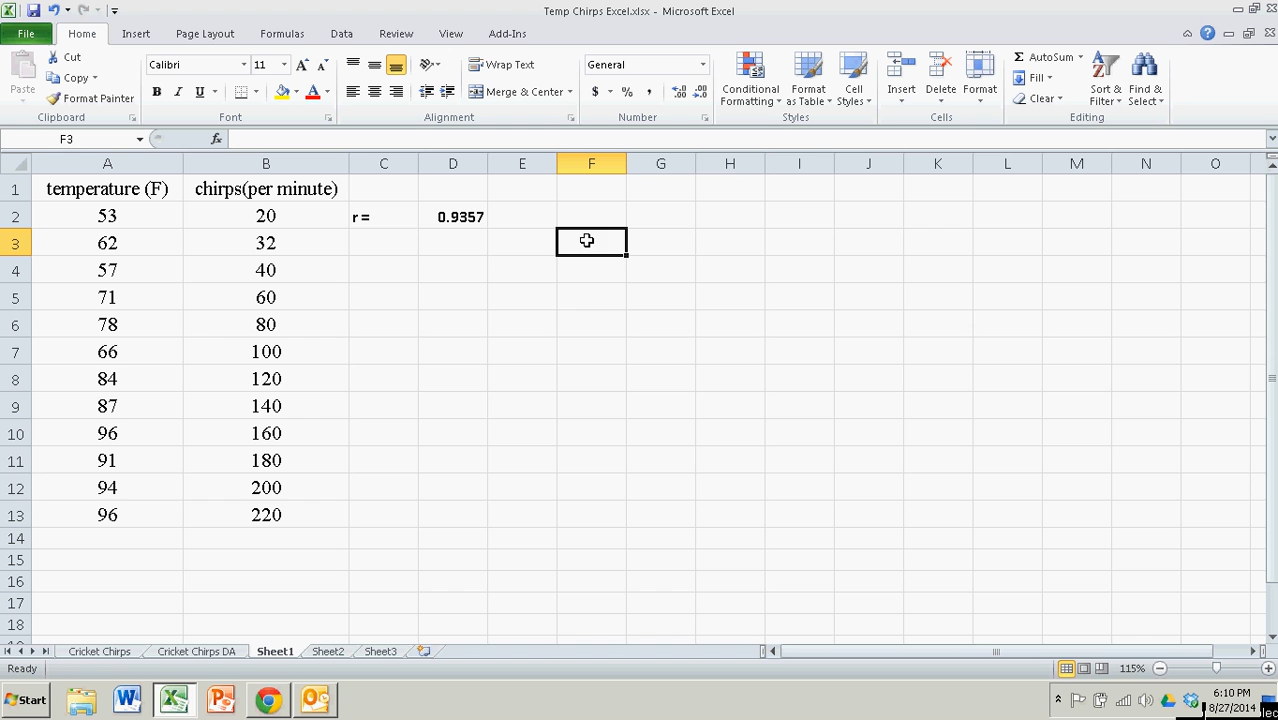 Temp Chirps Excel.xlsx - Microsoft Excel
File Home Insert Page Layout Formulas Data Review View Add-Ins
Paste
Cut
Copy
Format Painter
Clipboard
Calibri 11
B I U
Font
Wrap Text
Merge & Center
Alignment
General
$ % ,
Number
Conditional Formatting
Format as Table
Cell Styles
Styles
Insert Delete Format
Cells
Σ AutoSum
Fill
Clear
Sort & Filter
Find & Select
Editing
F3 fx
A B C D E F G H I J K L M N O
1 temperature (F) chirps(per minute)
2 53 20 r = 0.9357
3 62 32
4 57 40
5 71 60
6 78 80
7 66 100
8 84 120
9 87 140
10 96 160
11 91 180
12 94 200
13 96 220
14
15
16
17
18
Cricket Chirps Cricket Chirps DA Sheet1 Sheet2 Sheet3
Ready 115%
Start 6:10 PM
8/27/2014